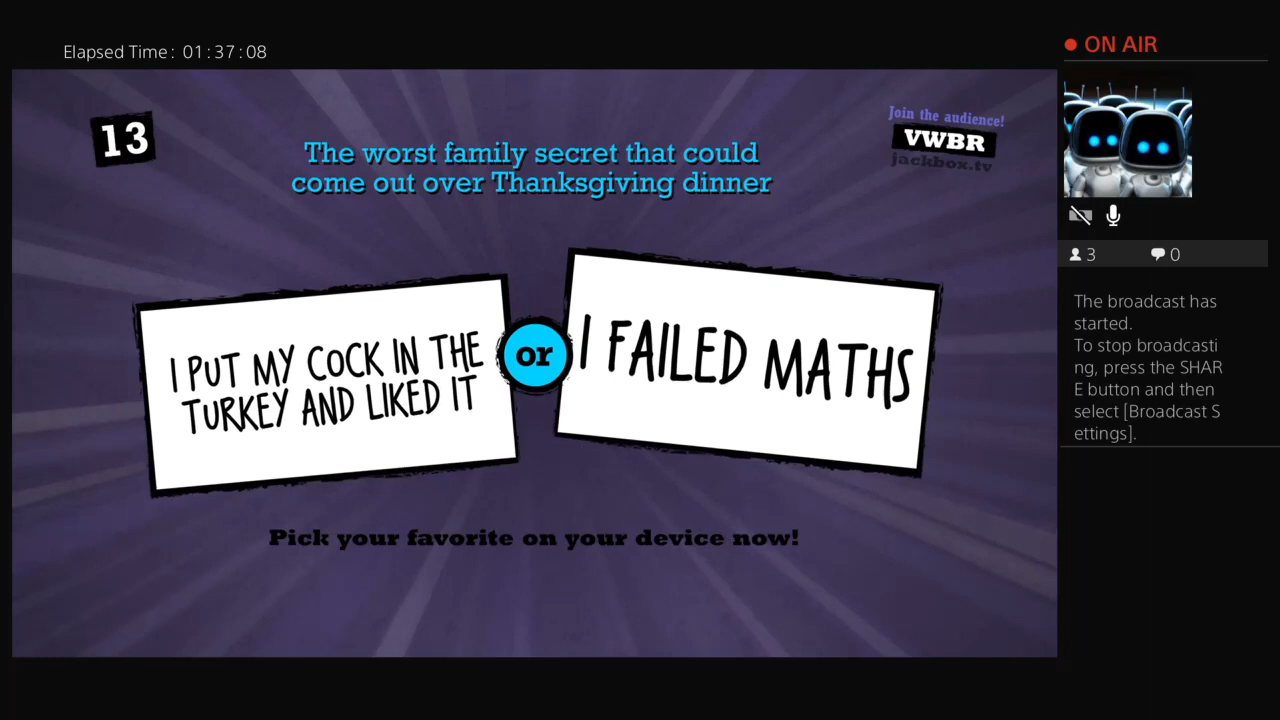 Elapsed Time: 01:37:08
ON AIR
13
Join the audience!
VWBR
jackbox.tv
The worst family secret that could
come out over Thanksgiving dinner
I PUT MY COCK IN THE
TURKEY AND LIKED IT
or
I FAILED MATHS
Pick your favorite on your device now!
3
0
The broadcast has
started.
To stop broadcasti
ng, press the SHAR
E button and then
select [Broadcast S
ettings].